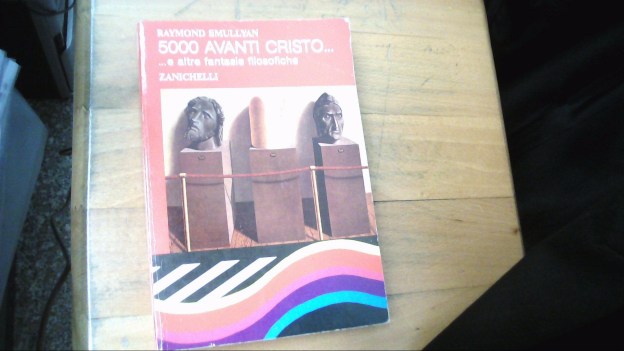 RAYMOND SMULLYAN
5000 AVANTI CRISTO...
...e altre fantasie filosofiche
ZANICHELLI